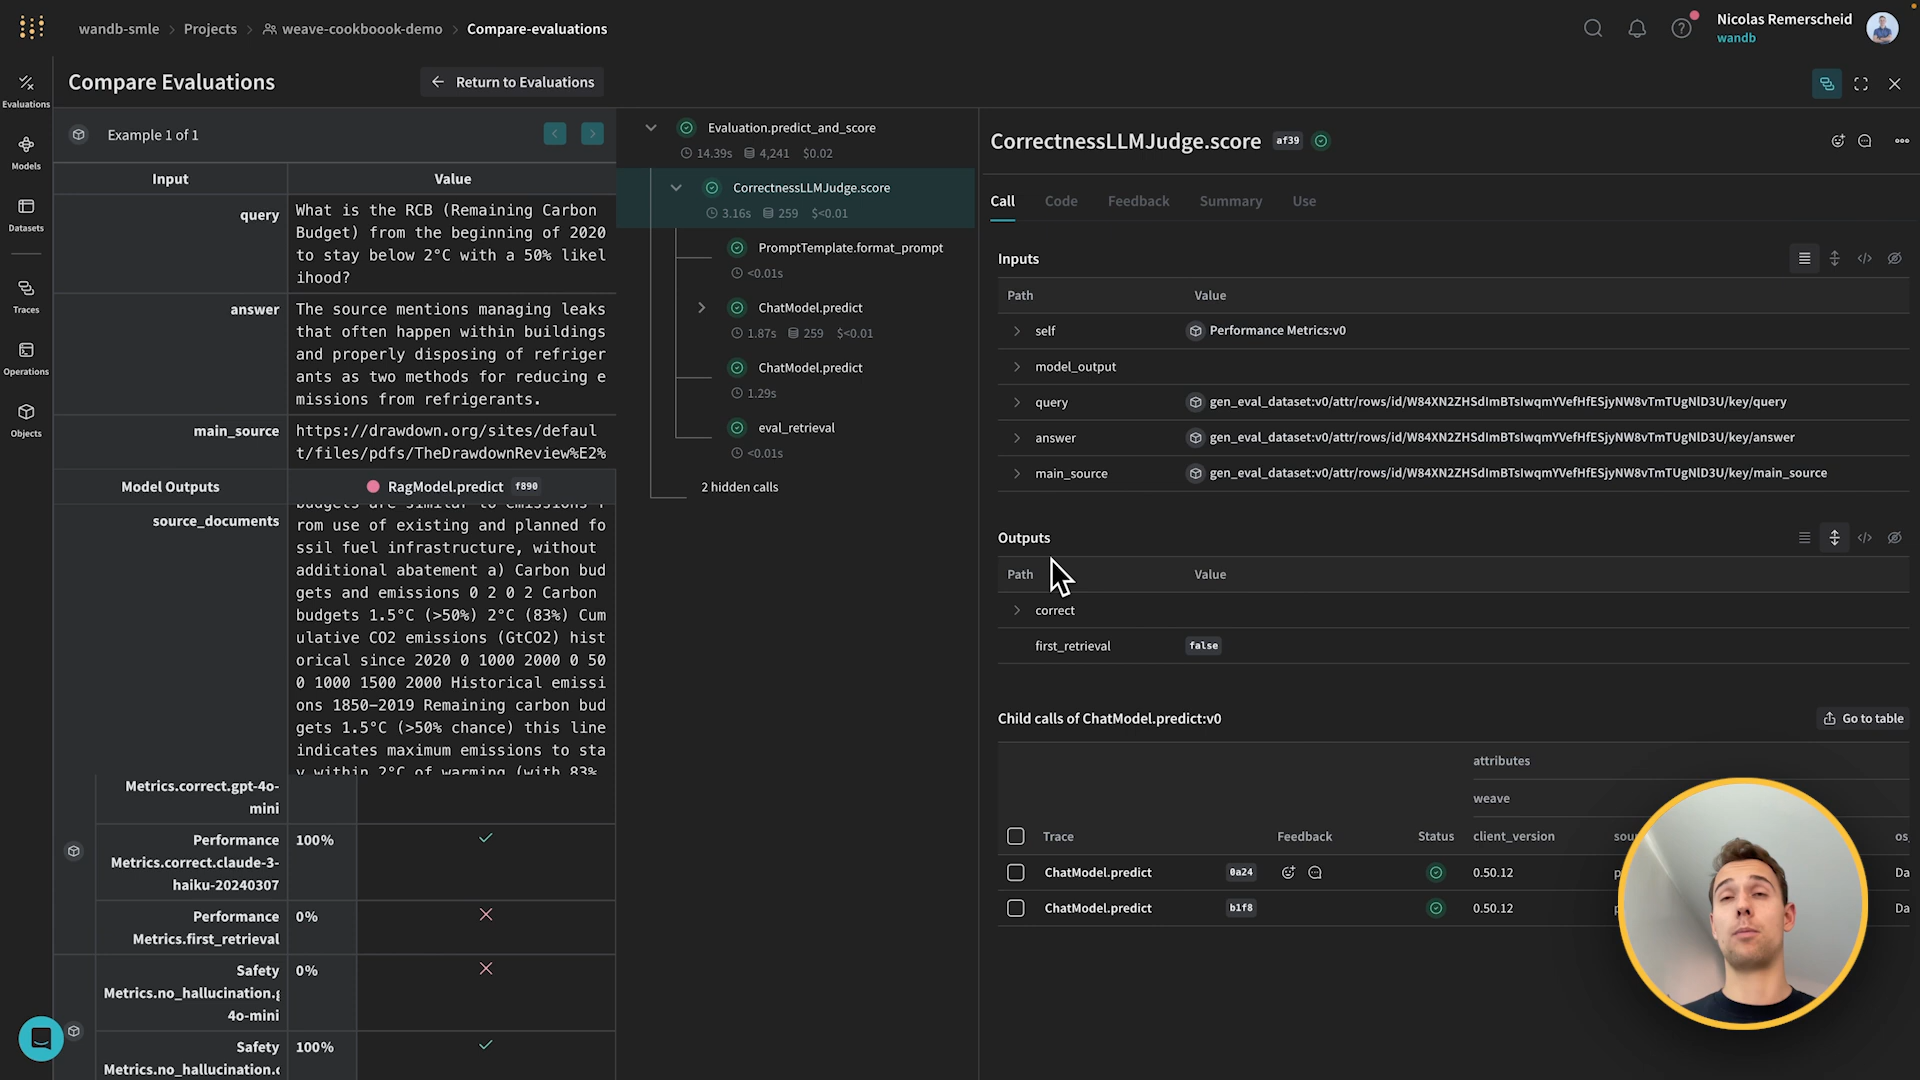 wandb-smle
Projects
weave-cookboook-demo
Compare-evaluations
Nicolas Remerscheid
wandb
Evaluations
Models
Datasets
Traces
Operations
Objects
Compare Evaluations
Return to Evaluations
Example 1 of 1
Input
Value
query
What is the RCB (Remaining Carbon
Budget) from the beginning of 2020
to stay below 2°C with a 50% likel
ihood?
answer
The source mentions managing leaks
that often happen within buildings
and properly disposing of refriger
ants as two methods for reducing e
missions from refrigerants.
main_source
https://drawdown.org/sites/defaul
t/files/pdfs/TheDrawdownReview%E2%
Model Outputs
RagModel.predict
f890
source_documents
budgets are similar to emissions f
rom use of existing and planned fo
ssil fuel infrastructure, without
additional abatement a) Carbon bud
gets and emissions 0 2 0 2 Carbon
budgets 1.5°C (>50%) 2°C (83%) Cum
ulative CO2 emissions (GtCO2) hist
orical since 2020 0 1000 2000 0 50
0 1000 1500 2000 Historical emissi
ons 1850–2019 Remaining carbon bud
gets 1.5°C (>50% chance) this line
indicates maximum emissions to sta
y within 2°C of warming (with 83%
Metrics.correct.gpt-4o-
mini
Performance
Metrics.correct.claude-3-
haiku-20240307
100%
Performance
Metrics.first_retrieval
0%
Safety
Metrics.no_hallucination.g
4o-mini
0%
Safety
Metrics.no_hallucination.c
100%
Evaluation.predict_and_score
14.39s
4,241
$0.02
CorrectnessLLMJudge.score
3.16s
259
$<0.01
PromptTemplate.format_prompt
<0.01s
ChatModel.predict
1.87s
259
$<0.01
ChatModel.predict
1.29s
eval_retrieval
<0.01s
2 hidden calls
CorrectnessLLMJudge.score
af39
Call
Code
Feedback
Summary
Use
Inputs
Path
Value
self
Performance Metrics:v0
model_output
query
gen_eval_dataset:v0/attr/rows/id/W84XN2ZHSdImBTsIwqmYVefHfESjyNW8vTmTUgNlD3U/key/query
answer
gen_eval_dataset:v0/attr/rows/id/W84XN2ZHSdImBTsIwqmYVefHfESjyNW8vTmTUgNlD3U/key/answer
main_source
gen_eval_dataset:v0/attr/rows/id/W84XN2ZHSdImBTsIwqmYVefHfESjyNW8vTmTUgNlD3U/key/main_source
Outputs
Path
Value
correct
first_retrieval
false
Child calls of ChatModel.predict:v0
Go to table
attributes
weave
Trace
Feedback
Status
client_version
sou
os_
ChatModel.predict
0a24
0.50.12
p
Da
ChatModel.predict
b1f8
0.50.12
Da